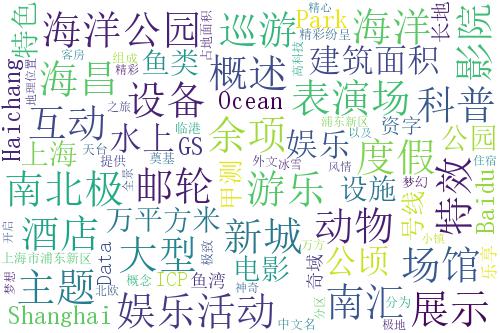 海洋公园
巡游
Park
海洋
影院
特色
精心
占地面积
精彩纷呈
长地
客房
组成
高科技
地理位置
精彩
鱼类
概述
建筑面积
海昌
设备
Ocean
表演场
科普
Haichang
互动
之旅
浦东新区
以及
临港
水上
GS
余项
娱乐
资字
公园
上海
天台
奠基
提供
外文
冰
风情
梦幻
住宿
全景
甲测
度假
南北极
邮轮
游乐
设施
号线
特效
Baidu
万平方米
酒店
新城
动物
开启
上海市浦东新区
Data
大型
电影
奇域
公顷
场馆
极致
万方
小镇
乐享
梦想
北欧
概念
ICP
鱼湾
主题
神奇
分区
分为
极地
Shanghai
娱乐活动
南汇
展示
中文名